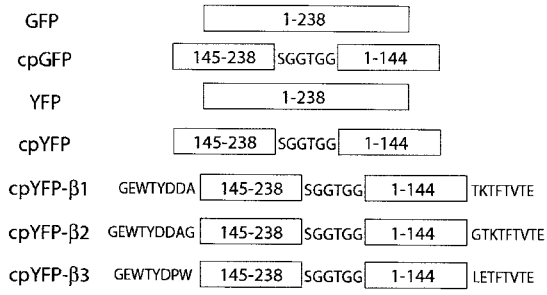 GFP 1-238
cpGFP 145-238 SGGTGG 1-144
YFP 1-238
cpYFP 145-238 SGGTGG 1-144
cpYFP-β1 GEWTYDDA 145-238 SGGTGG 1-144 TKTFTVTE
cpYFP-β2 GEWTYDDAG 145-238 SGGTGG 1-144 GTKTFTVTE
cpYFP-β3 GEWTYDPW 145-238 SGGTGG 1-144 LETFTVTE